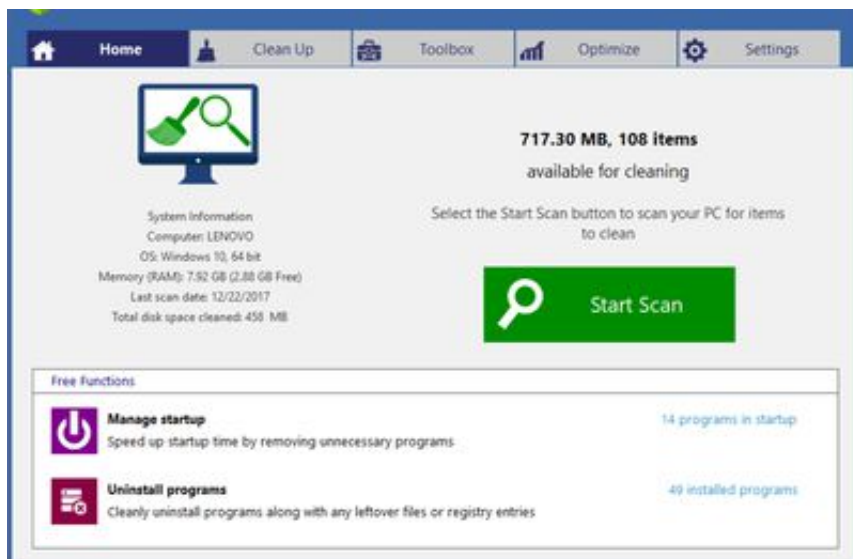 Home Clean Up Toolbox Optimize Settings
717.30 MB, 108 items
available for cleaning
Select the Start Scan button to scan your PC for items
to clean
Start Scan
System Information
Computer: LENOVO
OS: Windows 10, 64 bit
Memory (RAM): 7.92 GB (2.88 GB Free)
Last scan date: 12/22/2017
Total disk space cleaned: 458 MB
Free Functions
Manage startup
14 programs in startup
Speed up startup time by removing unnecessary programs
Uninstall programs
49 installed programs
Cleanly uninstall programs along with any leftover files or registry entries